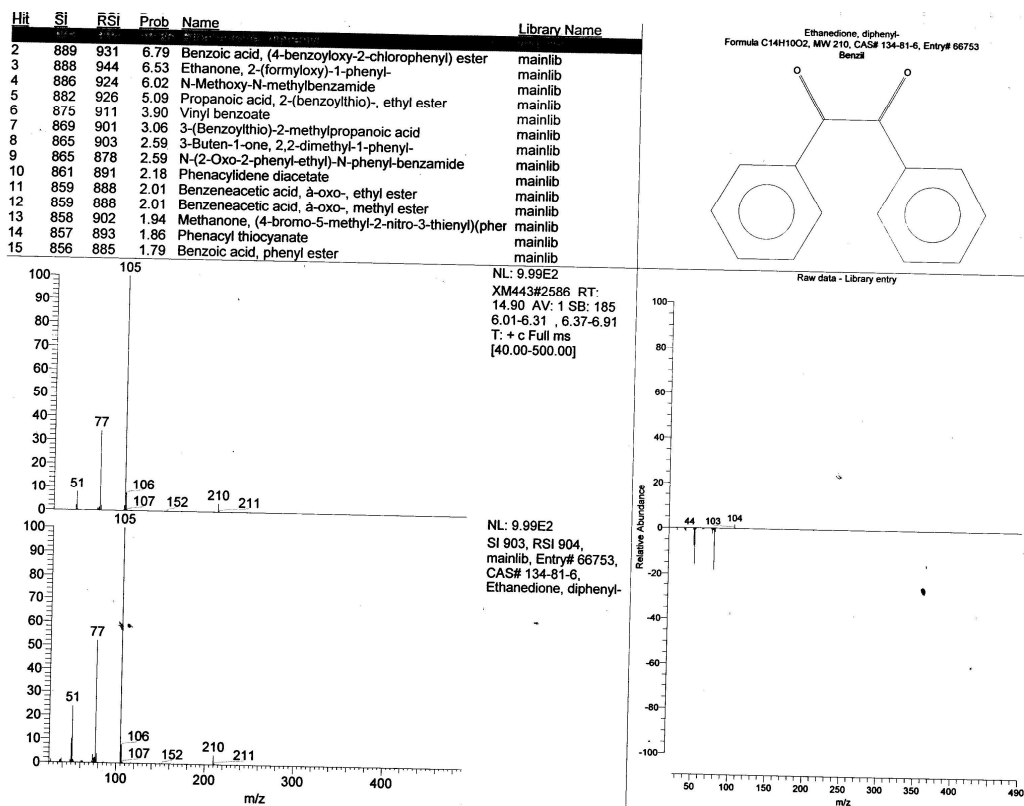 Hit SI RSI Prob Name Library Name
2 889 931 6.79 Benzoic acid, (4-benzoyloxy-2-chlorophenyl) ester mainlib
3 888 944 6.53 Ethanone, 2-(formyloxy)-1-phenyl- mainlib
4 886 924 6.02 N-Methoxy-N-methylbenzamide mainlib
5 882 926 5.09 Propanoic acid, 2-(benzoylthio)-, ethyl ester mainlib
6 875 911 3.90 Vinyl benzoate mainlib
7 869 901 3.06 3-(Benzoylthio)-2-methylpropanoic acid mainlib
8 865 903 2.59 3-Buten-1-one, 2,2-dimethyl-1-phenyl- mainlib
9 865 878 2.59 N-(2-Oxo-2-phenyl-ethyl)-N-phenyl-benzamide mainlib
10 861 891 2.18 Phenacylidene diacetate mainlib
11 859 888 2.01 Benzeneacetic acid, à-oxo-, ethyl ester mainlib
12 859 888 2.01 Benzeneacetic acid, à-oxo-, methyl ester mainlib
13 858 902 1.94 Methanone, (4-bromo-5-methyl-2-nitro-3-thienyl)(pher mainlib
14 857 893 1.86 Phenacyl thiocyanate mainlib
15 856 885 1.79 Benzoic acid, phenyl ester mainlib
Ethanedione, diphenyl-
Formula C14H10O2, MW 210, CAS# 134-81-6, Entry# 66753
Benzil
O O
105
100
90
80
70
60
50
40
30
20
10
0
77
51
106
107 152 210 211
NL: 9.99E2
XM443#2586 RT:
14.90 AV: 1 SB: 185
6.01-6.31 , 6.37-6.91
T: + c Full ms
[40.00-500.00]
105
100
90
80
70
60
50
40
30
20
10
0
77
51
106
107 152 210 211
100 200 300 400
m/z
NL: 9.99E2
SI 903, RSI 904,
mainlib, Entry# 66753,
CAS# 134-81-6,
Ethanedione, diphenyl-
Raw data - Library entry
100
80
60
40
20
0
-20
-40
-60
-80
-100
Relative Abundance
44 103 104
50 100 150 200 250 300 350 400 490
m/z